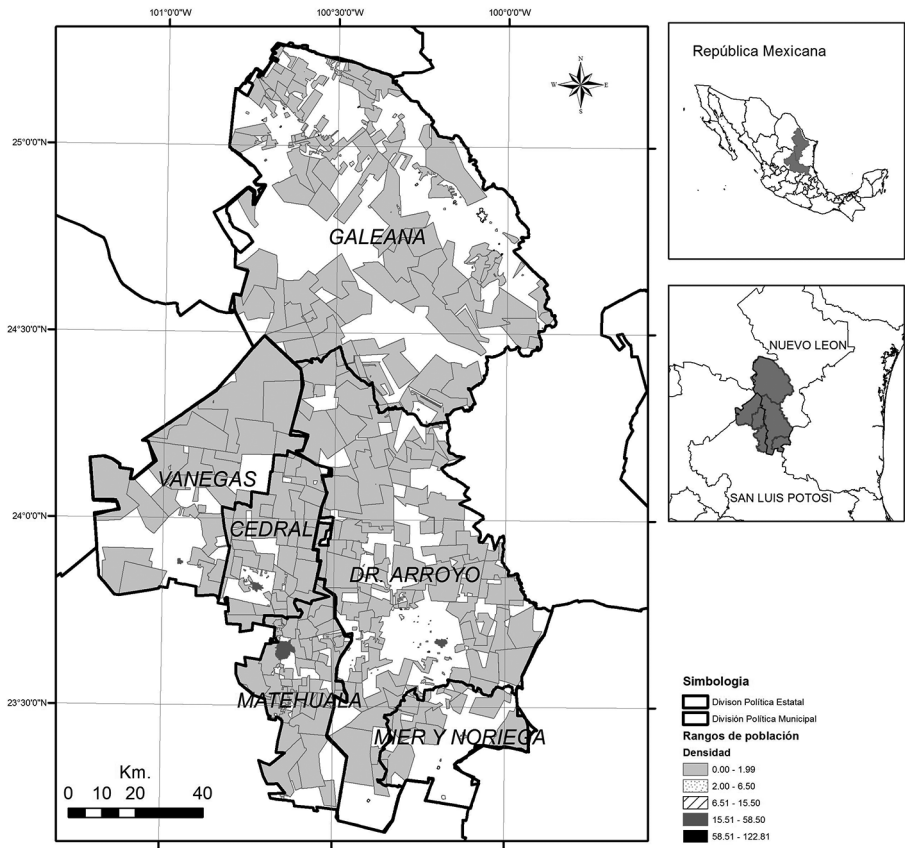 101°0'0"W
100°30'0"W
100°0'0"W
25°0'0"N
24°30'0"N
24°0'0"N
23°30'0"N
N
W
E
S
GALEANA
VANEGAS
CEDRAL
DR. ARROYO
MATEHUALA
MIER Y NORIEGA
Km.
0 10 20 40
República Mexicana
NUEVO LEON
SAN LUIS POTOSI
Simbologia
Divison Política Estatal
División Política Municipal
Rangos de población
Densidad
0.00 - 1.99
2.00 - 6.50
6.51 - 15.50
15.51 - 58.50
58.51 - 122.81